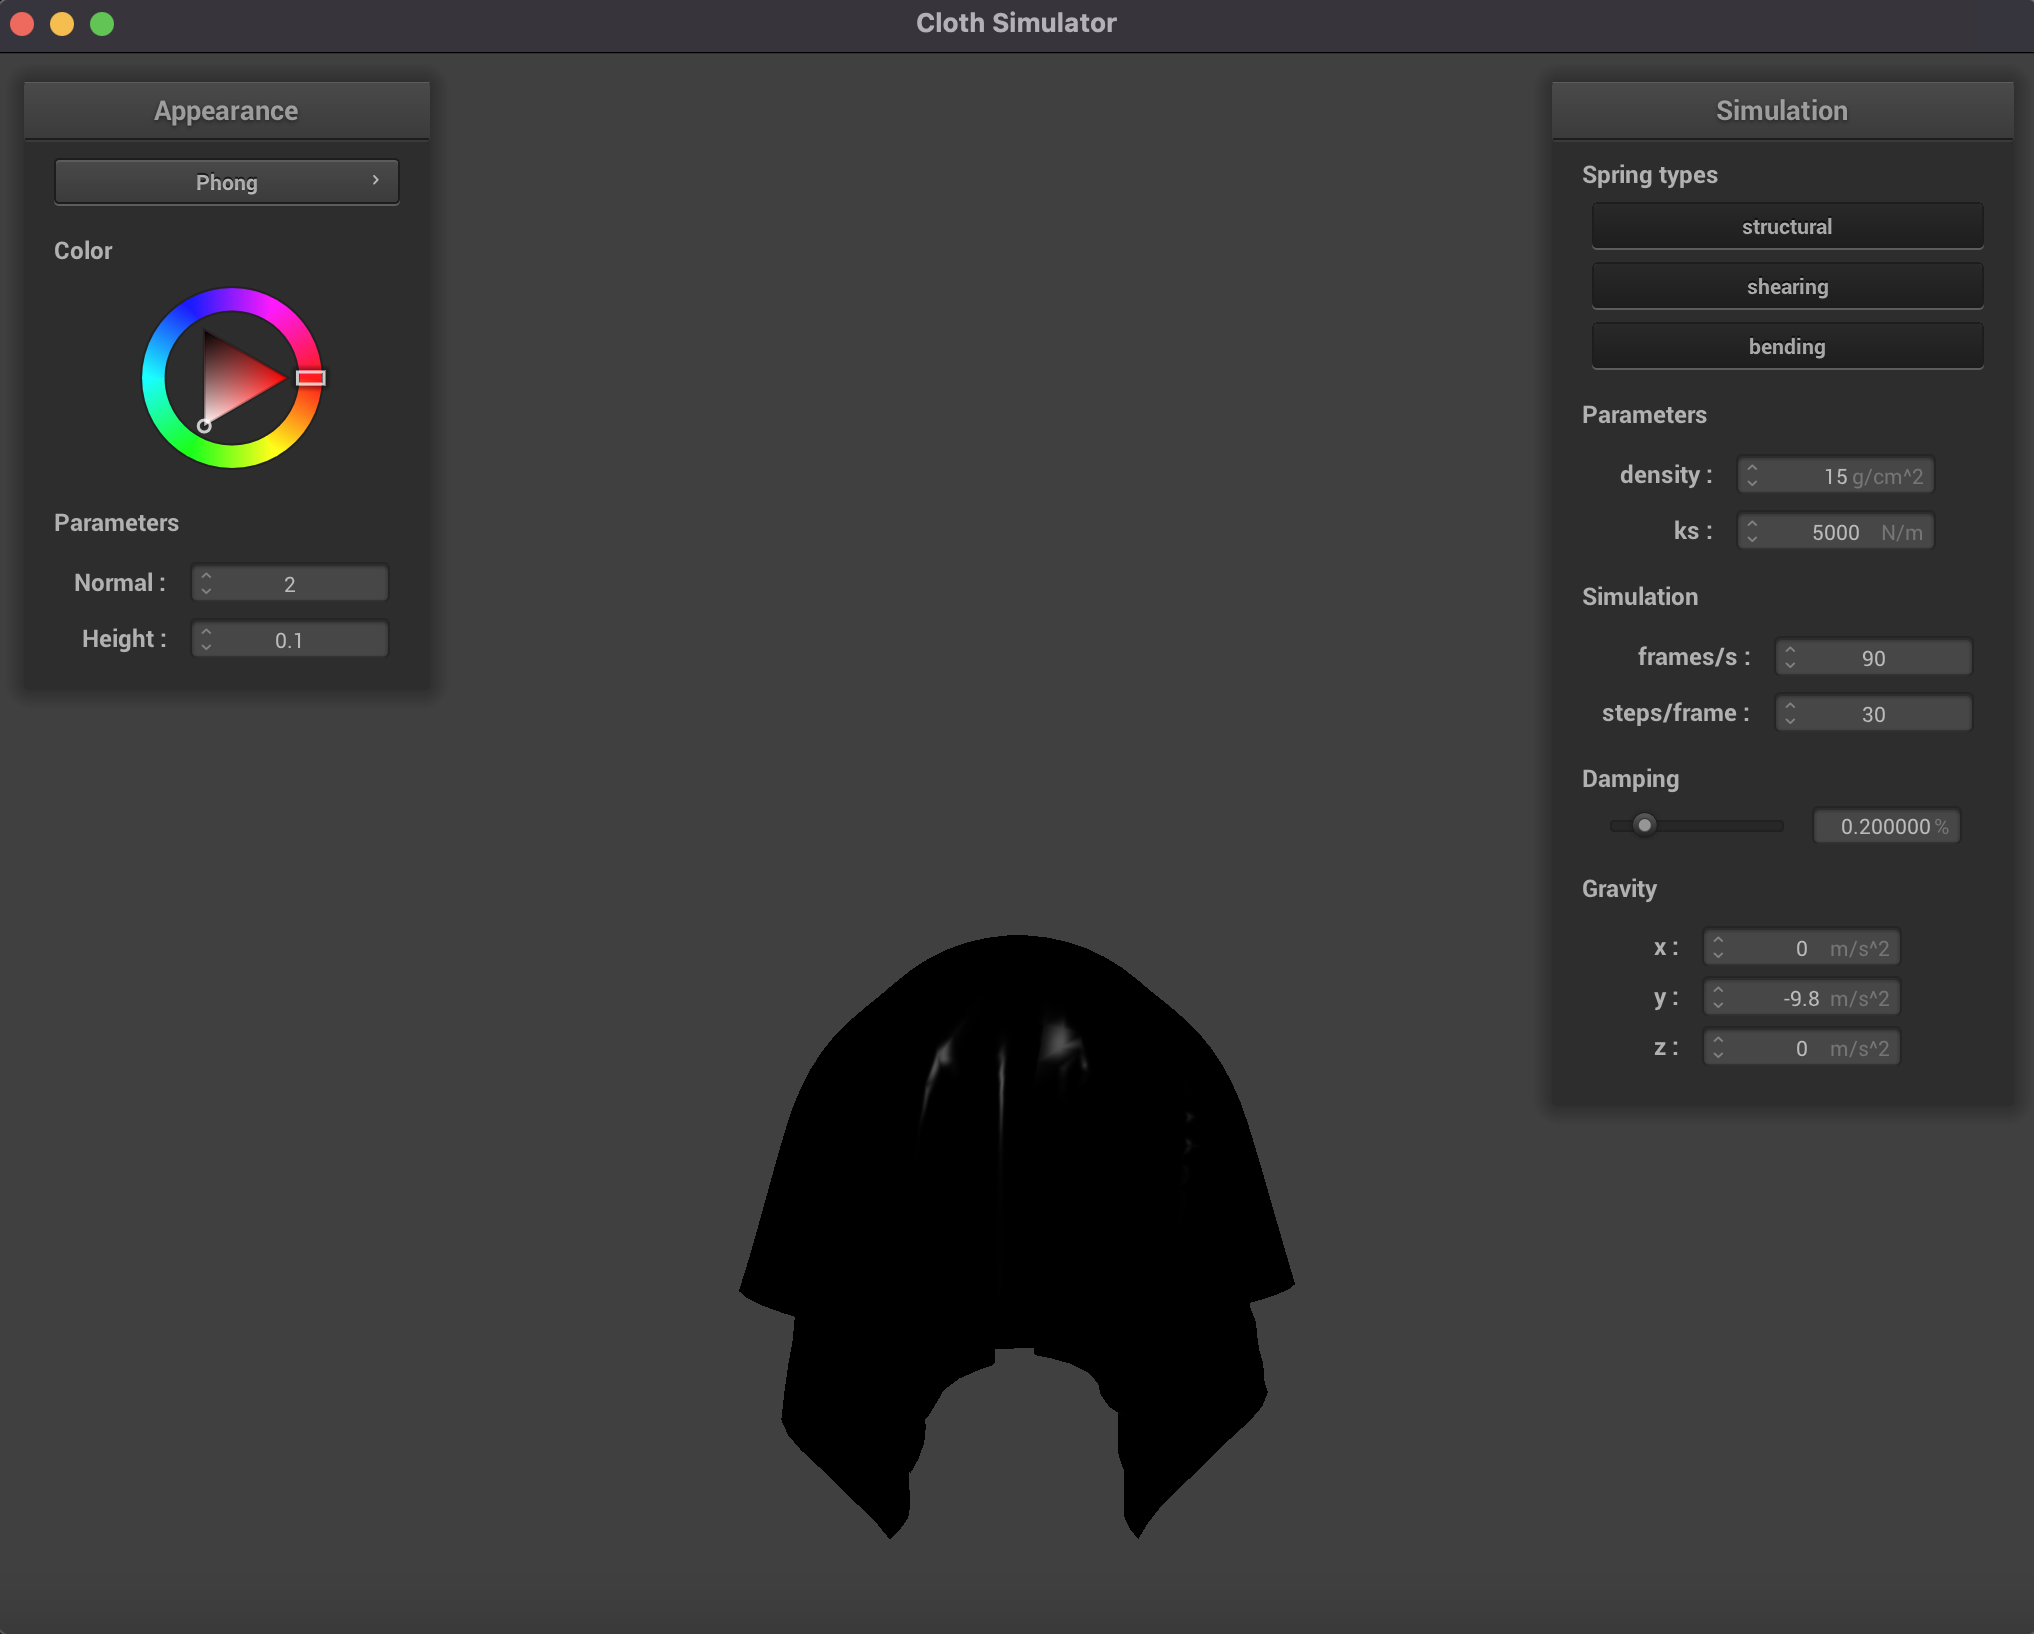 Cloth Simulator
Appearance
Phong
Color
Parameters
Normal : 2
Height : 0.1
Simulation
Spring types
structural
shearing
bending
Parameters
density : 15 g/cm^2
ks : 5000 N/m
Simulation
frames/s : 90
steps/frame : 30
Damping
0.200000 %
Gravity
x : 0 m/s^2
y : -9.8 m/s^2
z : 0 m/s^2